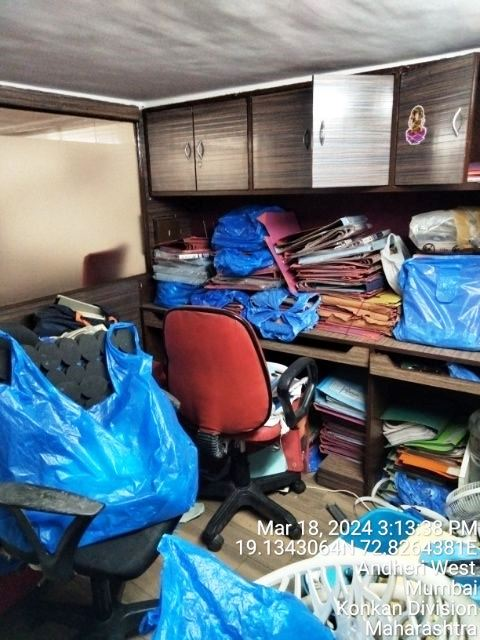 Mar 18, 2024 3:13:38 PM
19.1343064N 72.8264381E
Andheri West
Mumbai
Konkan Division
Maharashtra